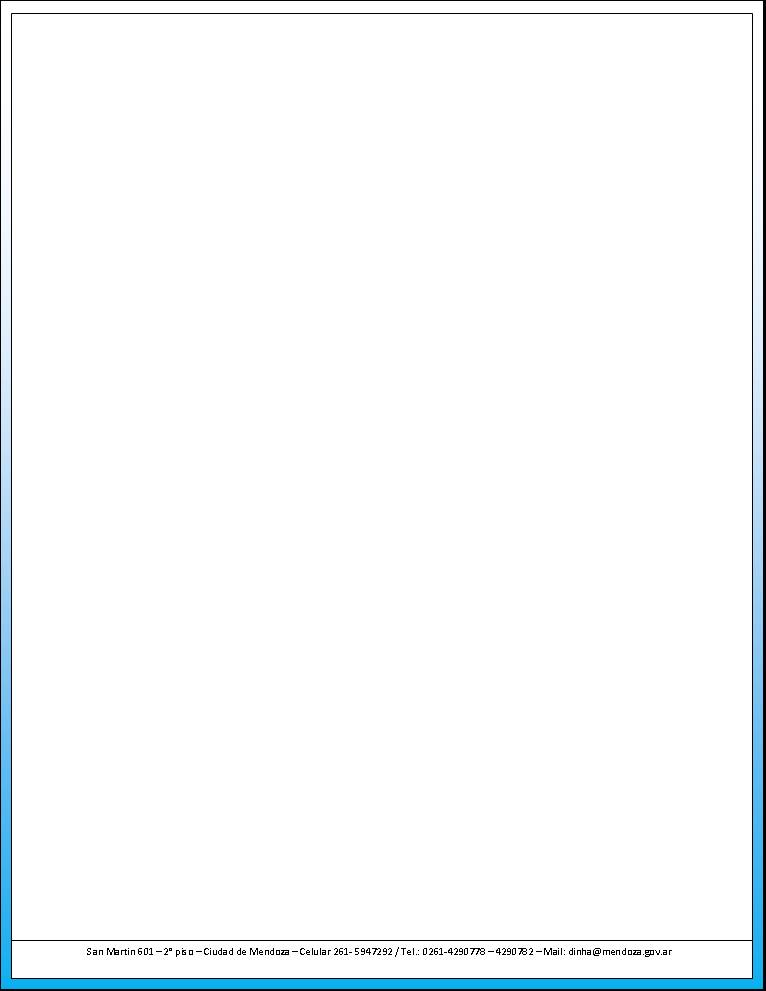 San Martin 601 – 2° piso – Ciudad de Mendoza – Celular 261- 5947292 / Tel.: 0261-4290778 – 4290782 – Mail: dinha@mendoza.gov.ar